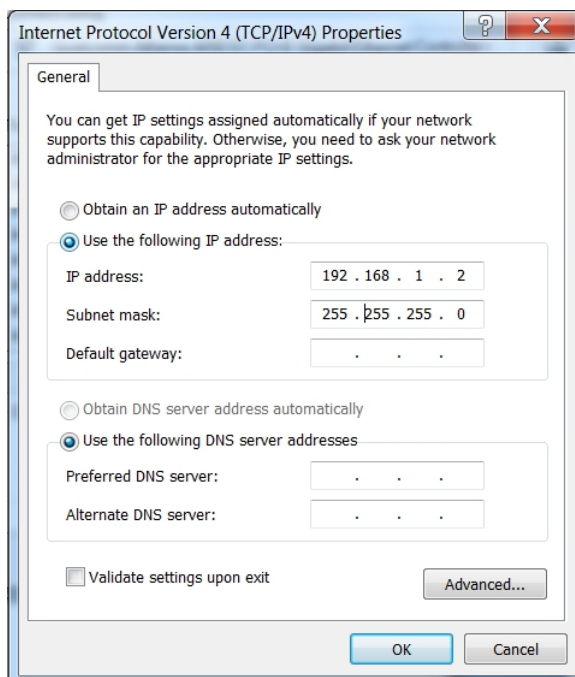 Internet Protocol Version 4 (TCP/IPv4) Properties
General
You can get IP settings assigned automatically if your network
supports this capability. Otherwise, you need to ask your network
administrator for the appropriate IP settings.
Obtain an IP address automatically
Use the following IP address:
IP address: 192 . 168 . 1 . 2
Subnet mask: 255 . 255 . 255 . 0
Default gateway: . . .
Obtain DNS server address automatically
Use the following DNS server addresses
Preferred DNS server: . . .
Alternate DNS server: . . .
Validate settings upon exit
Advanced...
OK Cancel